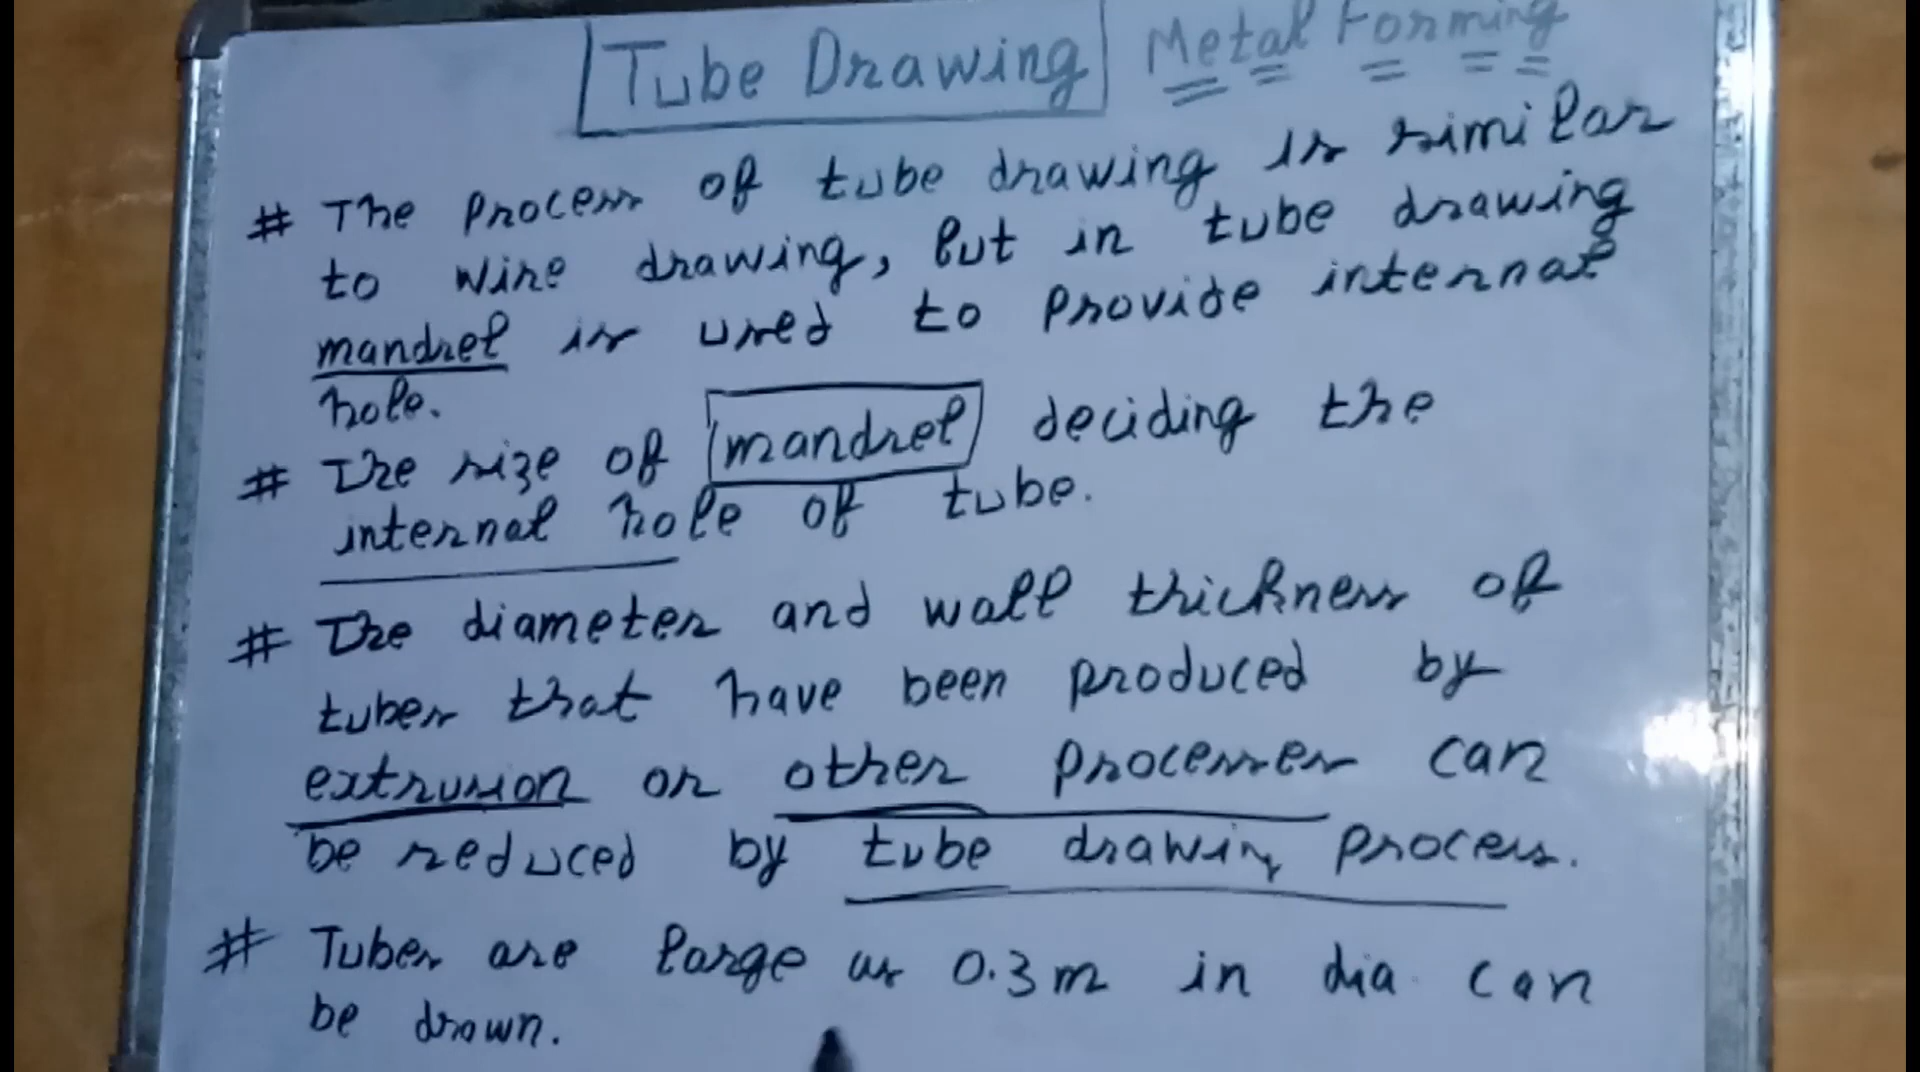 Tube Drawing Metal Forming
# The process of tube drawing is similar
to wire drawing, but in tube drawing
mandrel is used to provide internal
hole.
# The size of mandrel deciding the
internal hole of tube.
# The diameter and wall thickness of
tubes that have been produced by
extrusion or other processes can
be reduced by tube drawing process.
# Tubes are large as 0.3 m in dia can
be drawn.